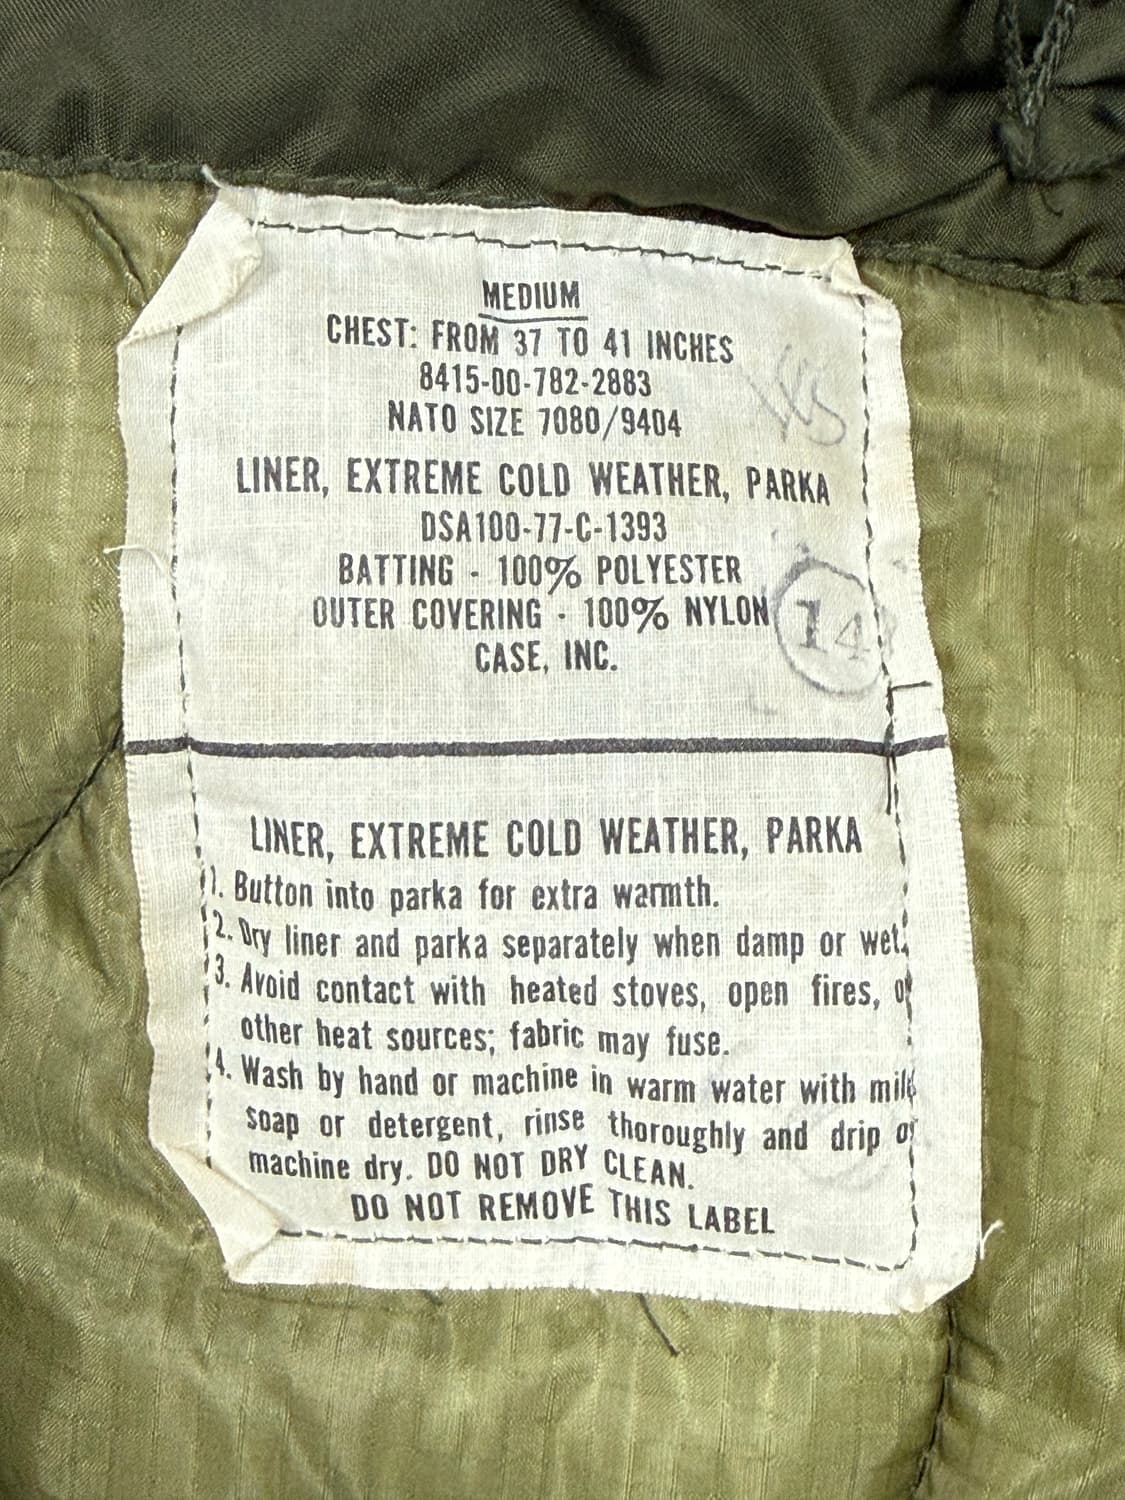 MEDIUM
CHEST: FROM 37 TO 41 INCHES
8415-00-782-2883
NATO SIZE 7080/9404
LINER, EXTREME COLD WEATHER, PARKA
DSA100-77-C-1393
BATTING - 100% POLYESTER
OUTER COVERING - 100% NYLON
14
CASE, INC.
LINER, EXTREME COLD WEATHER, PARKA
1. Button into parka for extra warmth.
2. Dry liner and parka separately when damp or wet.
3. Avoid contact with heated stoves, open fires, or
other heat sources; fabric may fuse.
4. Wash by hand or machine in warm water with mild
soap or detergent, rinse thoroughly and drip or
machine dry. DO NOT DRY CLEAN.
DO NOT REMOVE THIS LABEL